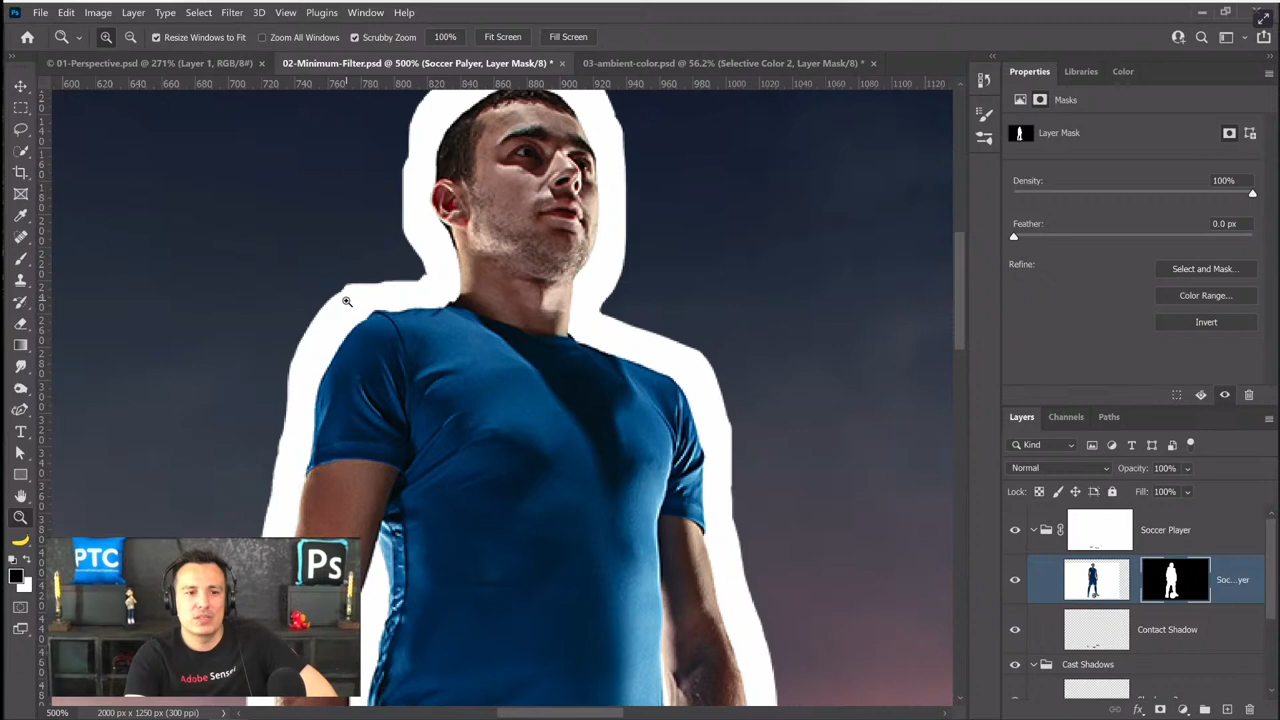 Ps File Edit Image Layer Type Select Filter 3D View Plugins Window Help
Resize Windows to Fit Zoom All Windows Scrubby Zoom 100% Fit Screen Fill Screen
© 01-Perspective.psd @ 271% (Layer 1, RGB/8#) × 02-Minimum-Filter.psd @ 500% (Soccer Palyer, Layer Mask/8) * × 03-ambient-color.psd @ 56.2% (Selective Color 2, Layer Mask/8) * ×
600 620 640 660 680 700 720 740 760 780 800 820 840 860 880 900 920 940 960 980 1000 1020 1040 1060 1080 1100 1120 1140
Properties Libraries Color
Masks
Layer Mask
Density: 100%
Feather: 0.0 px
Refine: Select and Mask...
Color Range...
Invert
Layers Channels Paths
Kind
Normal Opacity: 100%
Lock: Fill: 100%
Soccer Player
Soc...yer
Contact Shadow
Cast Shadows
PTC
Ps
Adobe Sensei
500% 2000 px x 1250 px (300 ppi)